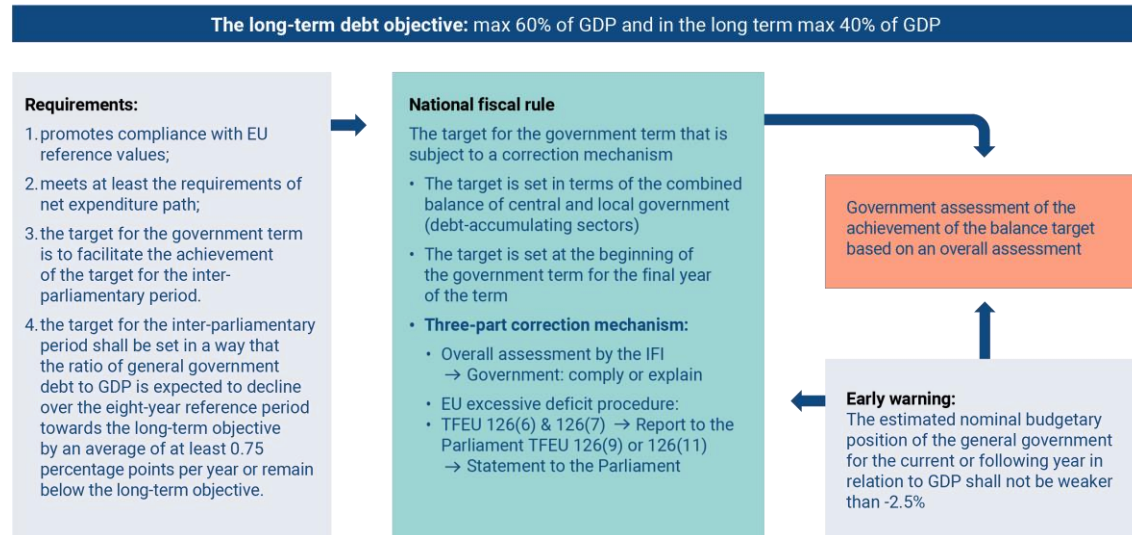 The long-term debt objective: max 60% of GDP and in the long term max 40% of GDP
Requirements:
1. promotes compliance with EU
reference values;
2. meets at least the requirements of
net expenditure path;
3. the target for the government term
is to facilitate the achievement
of the target for the inter-
parliamentary period.
4. the target for the inter-parliamentary
period shall be set in a way that
the ratio of general government
debt to GDP is expected to decline
over the eight-year reference period
towards the long-term objective
by an average of at least 0.75
percentage points per year or remain
below the long-term objective.
National fiscal rule
The target for the government term that is
subject to a correction mechanism
• The target is set in terms of the combined
balance of central and local government
(debt-accumulating sectors)
• The target is set at the beginning of
the government term for the final year
of the term
• Three-part correction mechanism:
• Overall assessment by the IFI
→ Government: comply or explain
• EU excessive deficit procedure:
• TFEU 126(6) & 126(7) → Report to the
Parliament TFEU 126(9) or 126(11)
→ Statement to the Parliament
Government assessment of the
achievement of the balance target
based on an overall assessment
Early warning:
The estimated nominal budgetary
position of the general government
for the current or following year in
relation to GDP shall not be weaker
than -2.5%